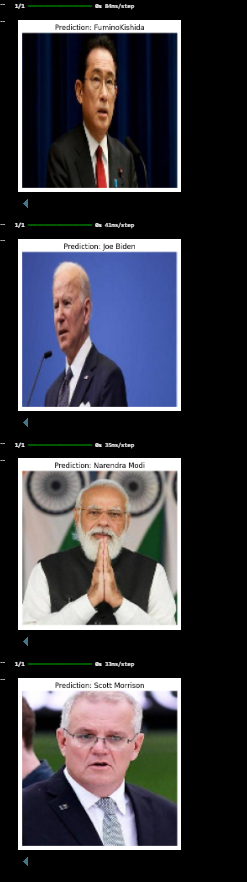 1/1 0s 84ms/step
Prediction: FuminoKishida
1/1 0s 41ms/step
Prediction: Joe Biden
1/1 0s 35ms/step
Prediction: Narendra Modi
1/1 0s 33ms/step
Prediction: Scott Morrison